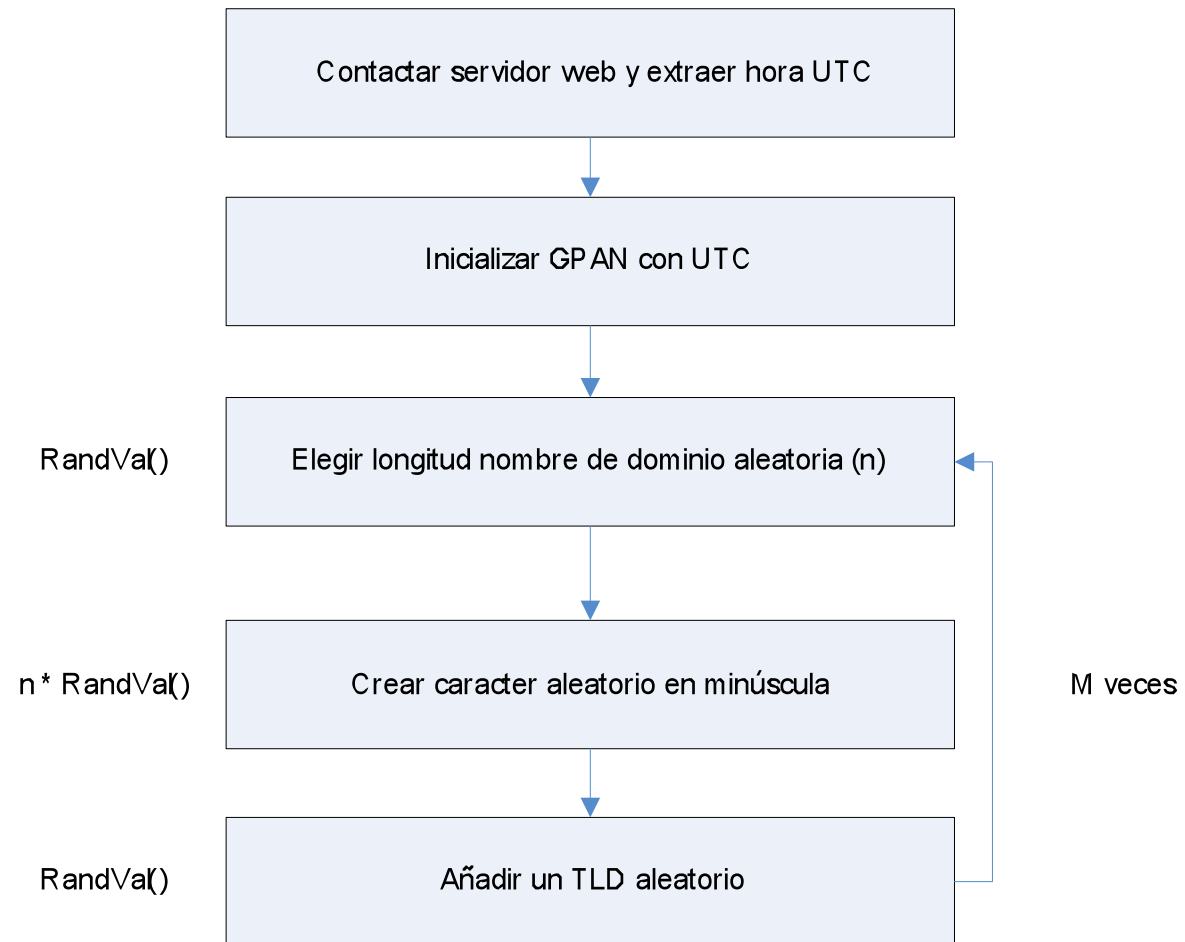 Contactar servidor web y extraer hora UTC
Inicializar GPAN con UTC
RandVal()
Elegir longitud nombre de dominio aleatoria (n)
n * RandVal()
Crear caracter aleatorio en minúscula
M veces
RandVal()
Añadir un TLD aleatorio